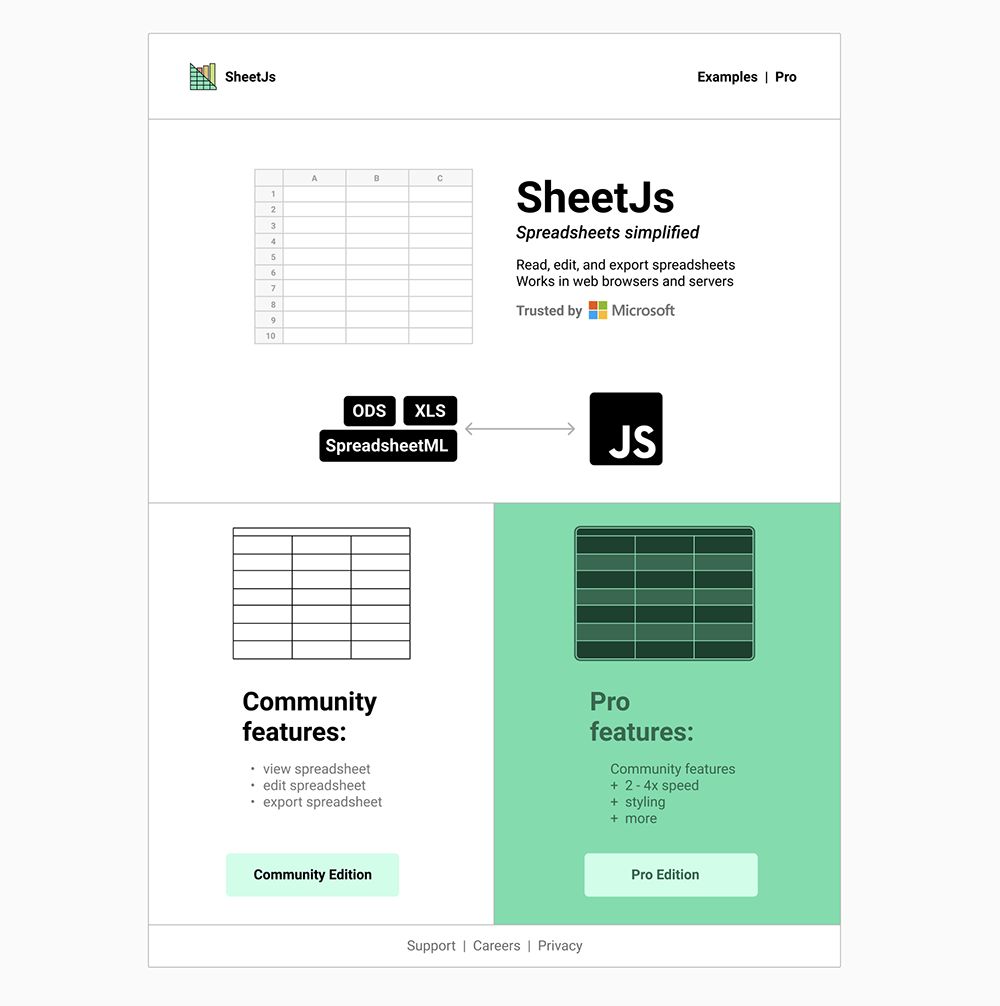 SheetJs
Examples | Pro
A B C
1
2
3
4
5
6
7
8
9
10
SheetJs
Spreadsheets simplified
Read, edit, and export spreadsheets
Works in web browsers and servers
Trusted by Microsoft
ODS XLS
SpreadsheetML
JS
Community
features:
• view spreadsheet
• edit spreadsheet
• export spreadsheet
Community Edition
Pro
features:
Community features
+ 2 - 4x speed
+ styling
+ more
Pro Edition
Support | Careers | Privacy